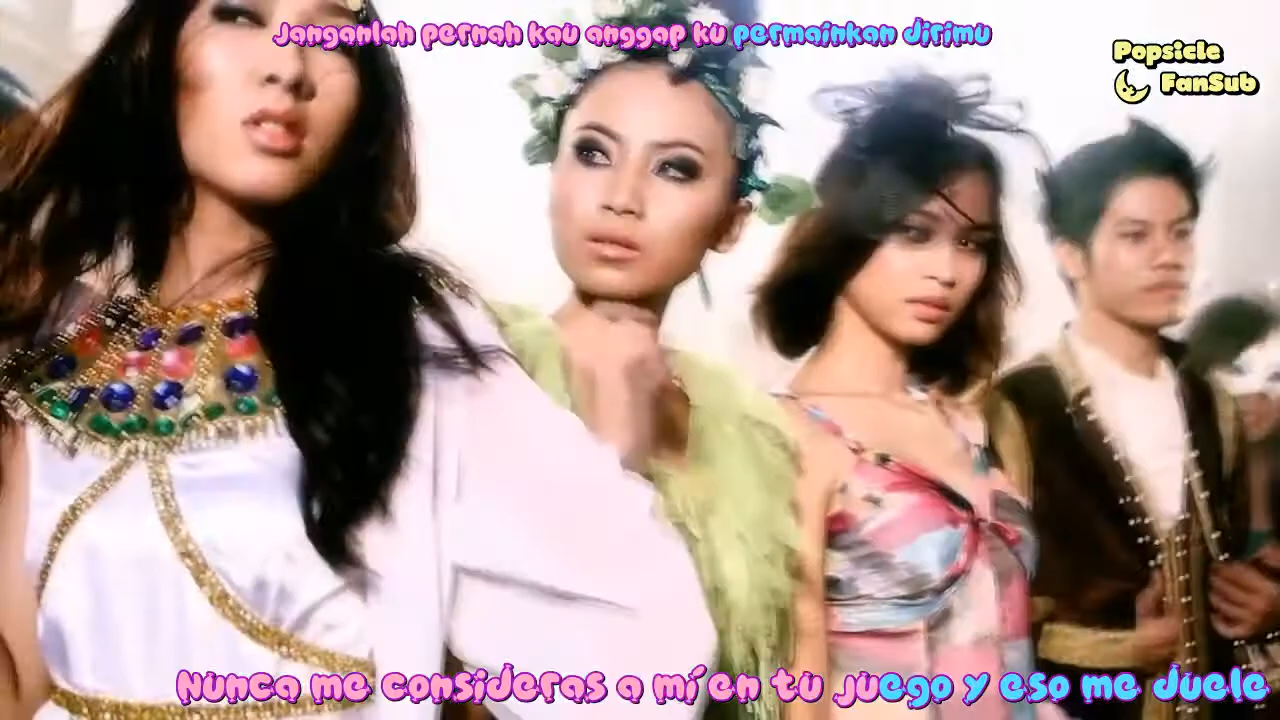 Janganlah pernah kau anggap ku permainkan dirimu
Popsicle
FanSub
Nunca me consideras a mí en tu juego y eso me duele